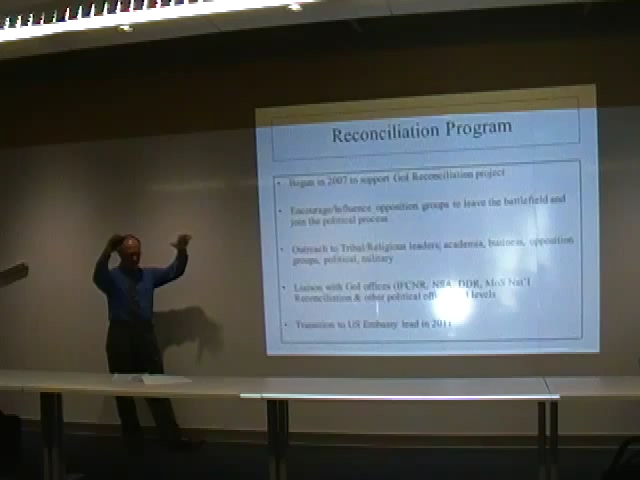 Reconciliation Program
• Began in 2007 to support GoI Reconciliation project
• Encourage/Influence opposition groups to leave the battlefield and
join the political process
• Outreach to Tribal/Religious leaders, academia, business, opposition
groups, political, military
• Liaison with GoI offices (IFCNR, NSA, DDR, MoS Nat'l
Reconciliation & other political levels
• Transition to US Embassy lead in 2011